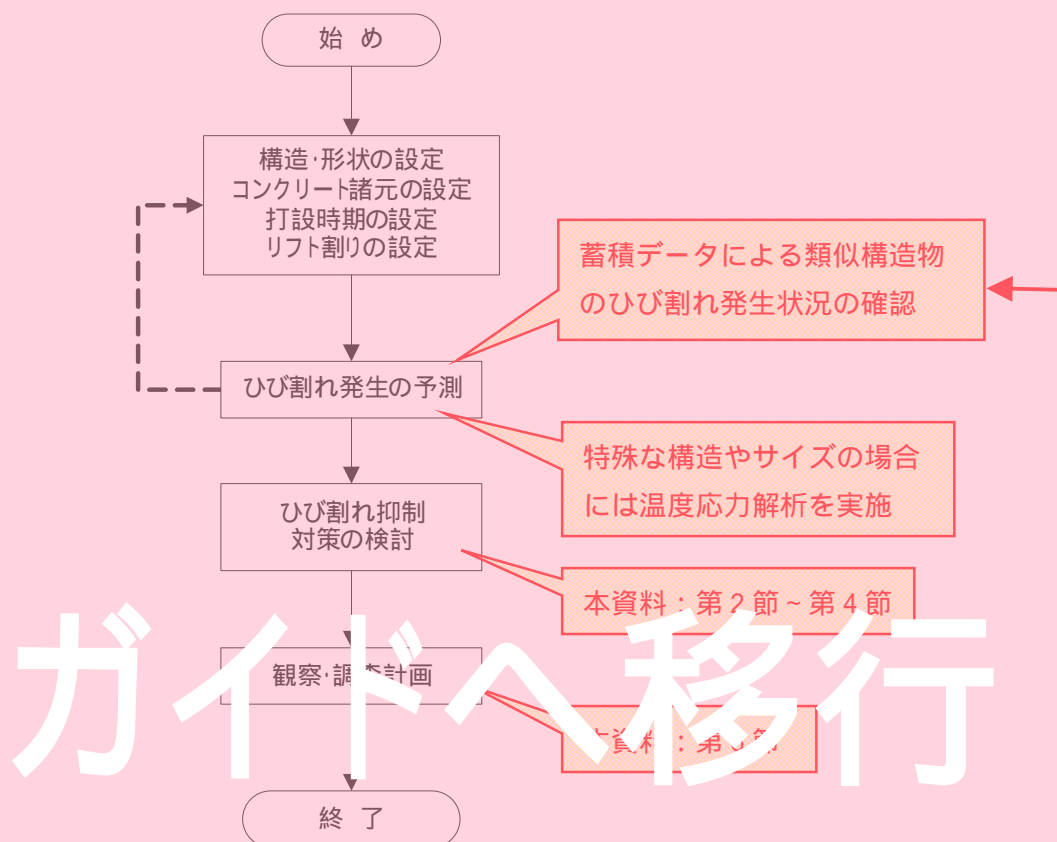 始 め
構造･形状の設定
コンクリート諸元の設定
打設時期の設定
リフト割りの設定
蓄積データによる類似構造物
のひび割れ発生状況の確認
ひび割れ発生の予測
特殊な構造やサイズの場合
には温度応力解析を実施
ひび割れ抑制
対策の検討
本資料：第２節～第４節
観察･調査計画
資料：第
節
ガイドへ移行
終 了